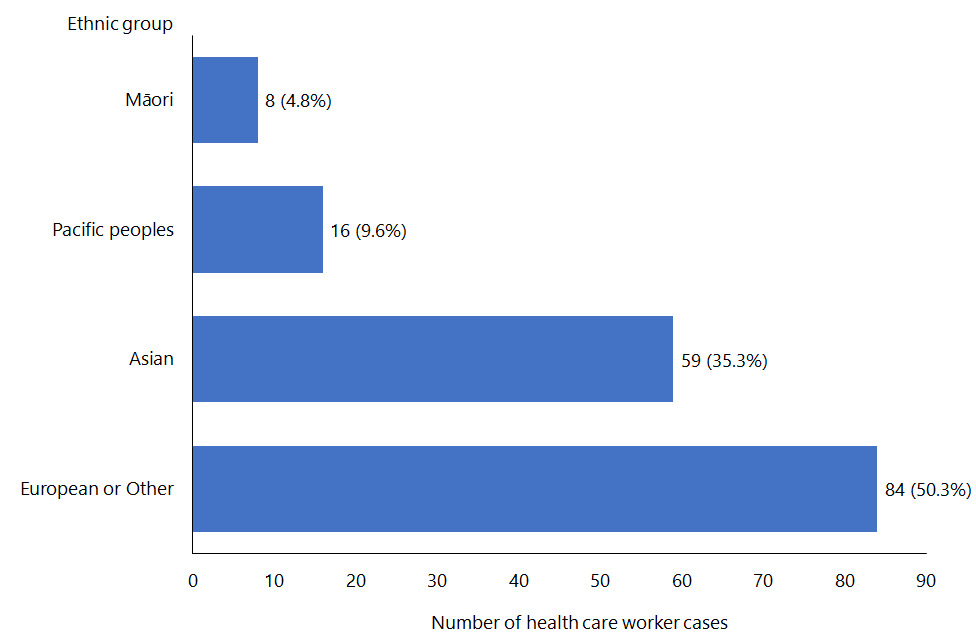 Ethnic group
Māori
8 (4.8%)
Pacific peoples
16 (9.6%)
Asian
59 (35.3%)
European or Other
84 (50.3%)
0 10 20 30 40 50 60 70 80 90
Number of health care worker cases